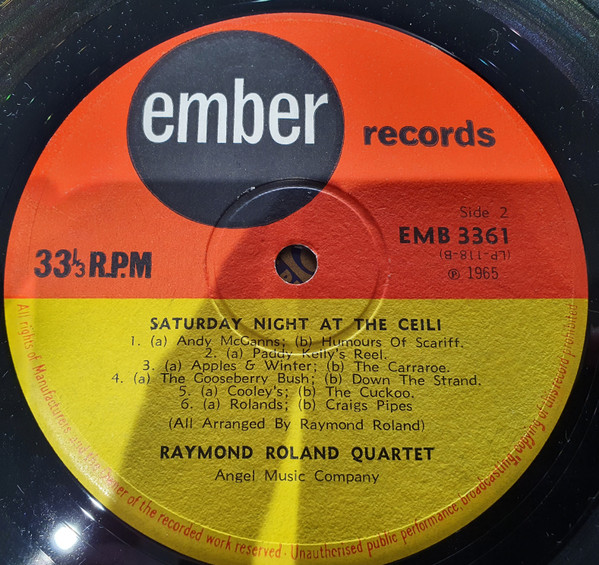 ember records
Side 2
EMB 3361
(LP-118-B)
℗ 1965
33⅓ R.P.M
SATURDAY NIGHT AT THE CEILI
1. (a) Andy McGanns; (b) Humours Of Scariff.
2. (a) Paddy Kelly's Reel.
3. (a) Apples & Winter; (b) The Carraroe.
4. (a) The Gooseberry Bush; (b) Down The Strand.
5. (a) Cooley's; (b) The Cuckoo.
6. (a) Rolands; (b) Craigs Pipes
(All Arranged By Raymond Roland)
RAYMOND ROLAND QUARTET
Angel Music Company
All rights of Manufacturers and owner of the recorded work reserved · Unauthorised public performance, broadcasting, copying of this record prohibited